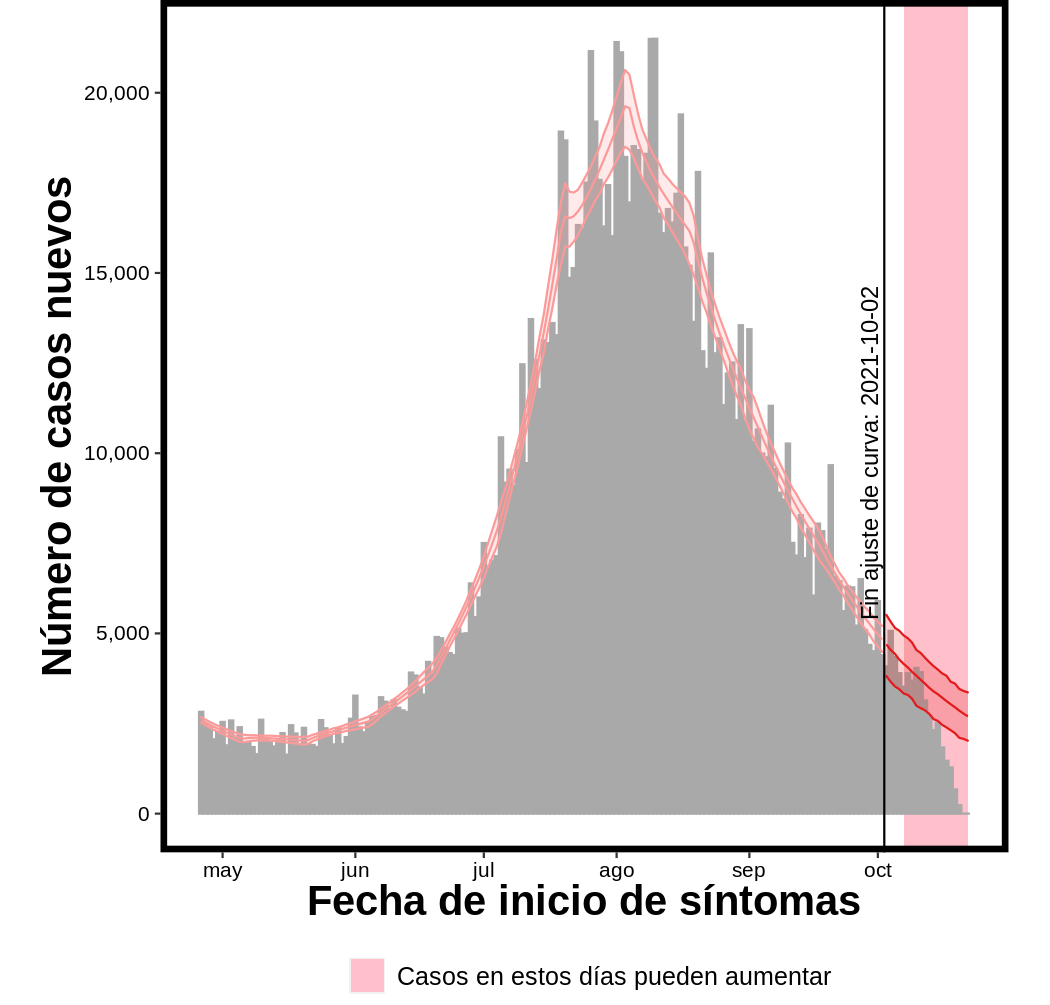 Número de casos nuevos
20,000
15,000
10,000
5,000
0
Fin ajuste de curva: 2021-10-02
may jun jul ago sep oct
Fecha de inicio de síntomas
Casos en estos días pueden aumentar